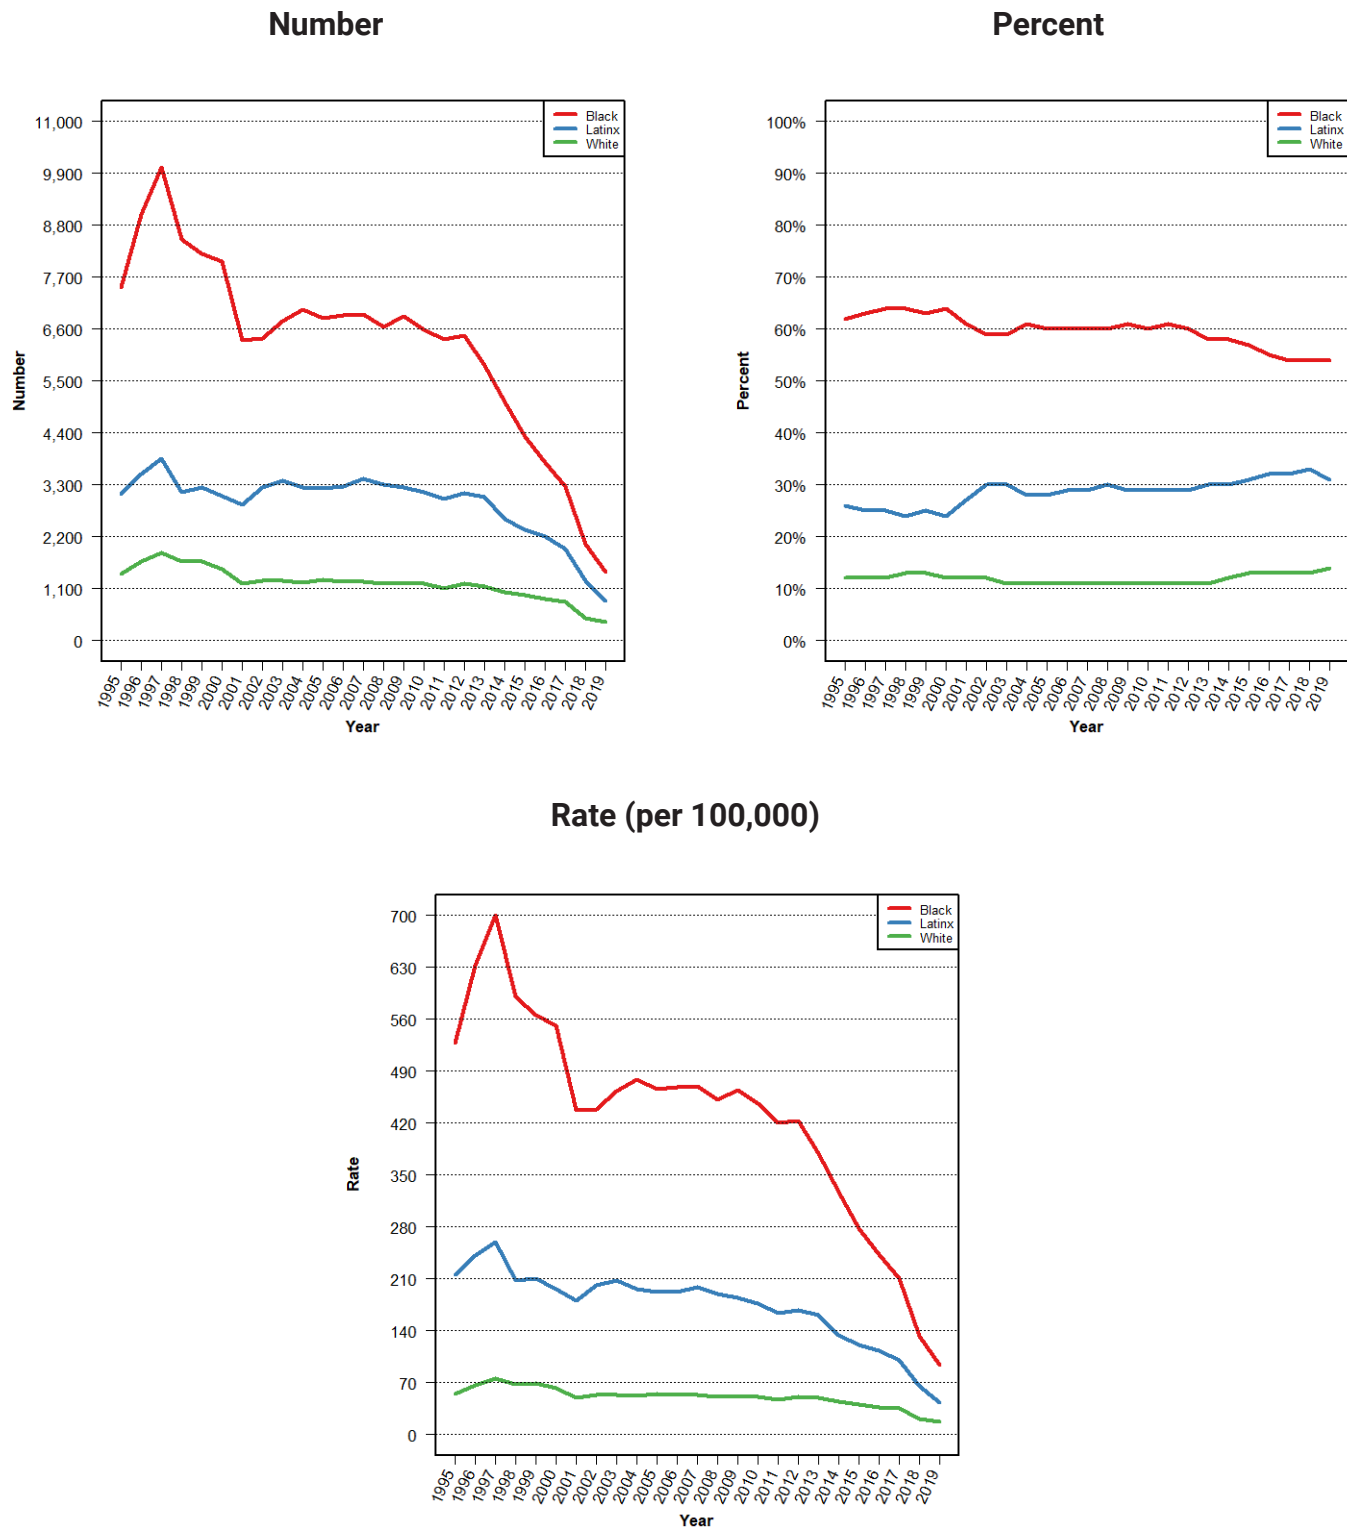 Number
Percent
Black
Latinx
White
11,000
9,900
8,800
7,700
6,600
5,500
4,400
3,300
2,200
1,100
0
Number
1995 1996 1997 1998 1999 2000 2001 2002 2003 2004 2005 2006 2007 2008 2009 2010 2011 2012 2013 2014 2015 2016 2017 2018 2019
Year
Black
Latinx
White
100%
90%
80%
70%
60%
50%
40%
30%
20%
10%
0%
Percent
1995 1996 1997 1998 1999 2000 2001 2002 2003 2004 2005 2006 2007 2008 2009 2010 2011 2012 2013 2014 2015 2016 2017 2018 2019
Year
Rate (per 100,000)
Black
Latinx
White
700
630
560
490
420
350
280
210
140
70
0
Rate
1995 1996 1997 1998 1999 2000 2001 2002 2003 2004 2005 2006 2007 2008 2009 2010 2011 2012 2013 2014 2015 2016 2017 2018 2019
Year